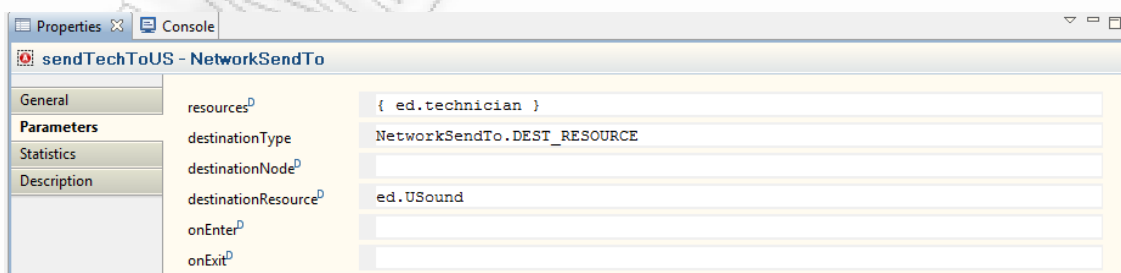 Properties Console
sendTechToUS - NetworkSendTo
General
Parameters
Statistics
Description
resourcesD { ed.technician }
destinationType NetworkSendTo.DEST_RESOURCE
destinationNodeD
destinationResourceD ed.USound
onEnterD
onExitD